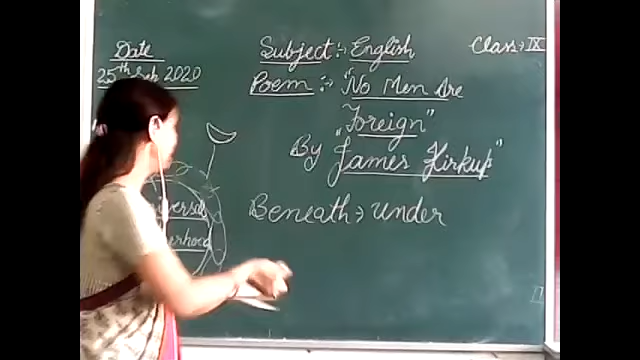 Date
25th Feb 2020
Subject:- English
Class:- IX
Poem:- "No Men Are
"Foreign"
By James Kirkup"
Beneath → under